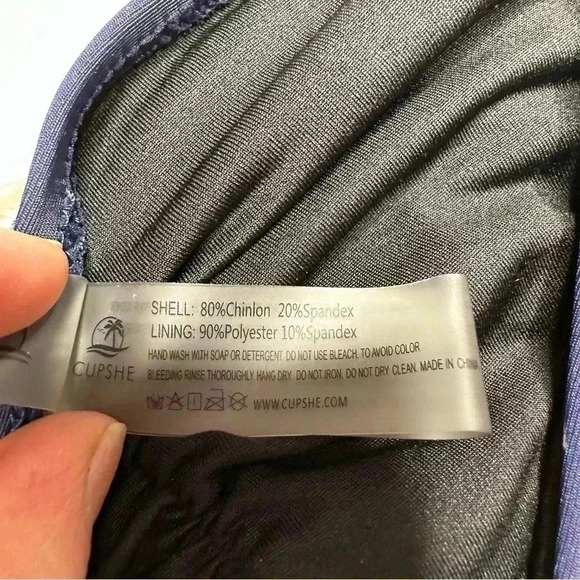 SHELL: 80%Chinlon 20%Spandex
LINING: 90%Polyester 10%Spandex
HAND WASH WITH SOAP OR DETERGENT. DO NOT USE BLEACH. TO AVOID COLOR
BLEEDING RINSE THOROUGHLY. HANG DRY. DO NOT IRON. DO NOT DRY CLEAN. MADE IN CHINA
CUPSHE
WWW.CUPSHE.COM